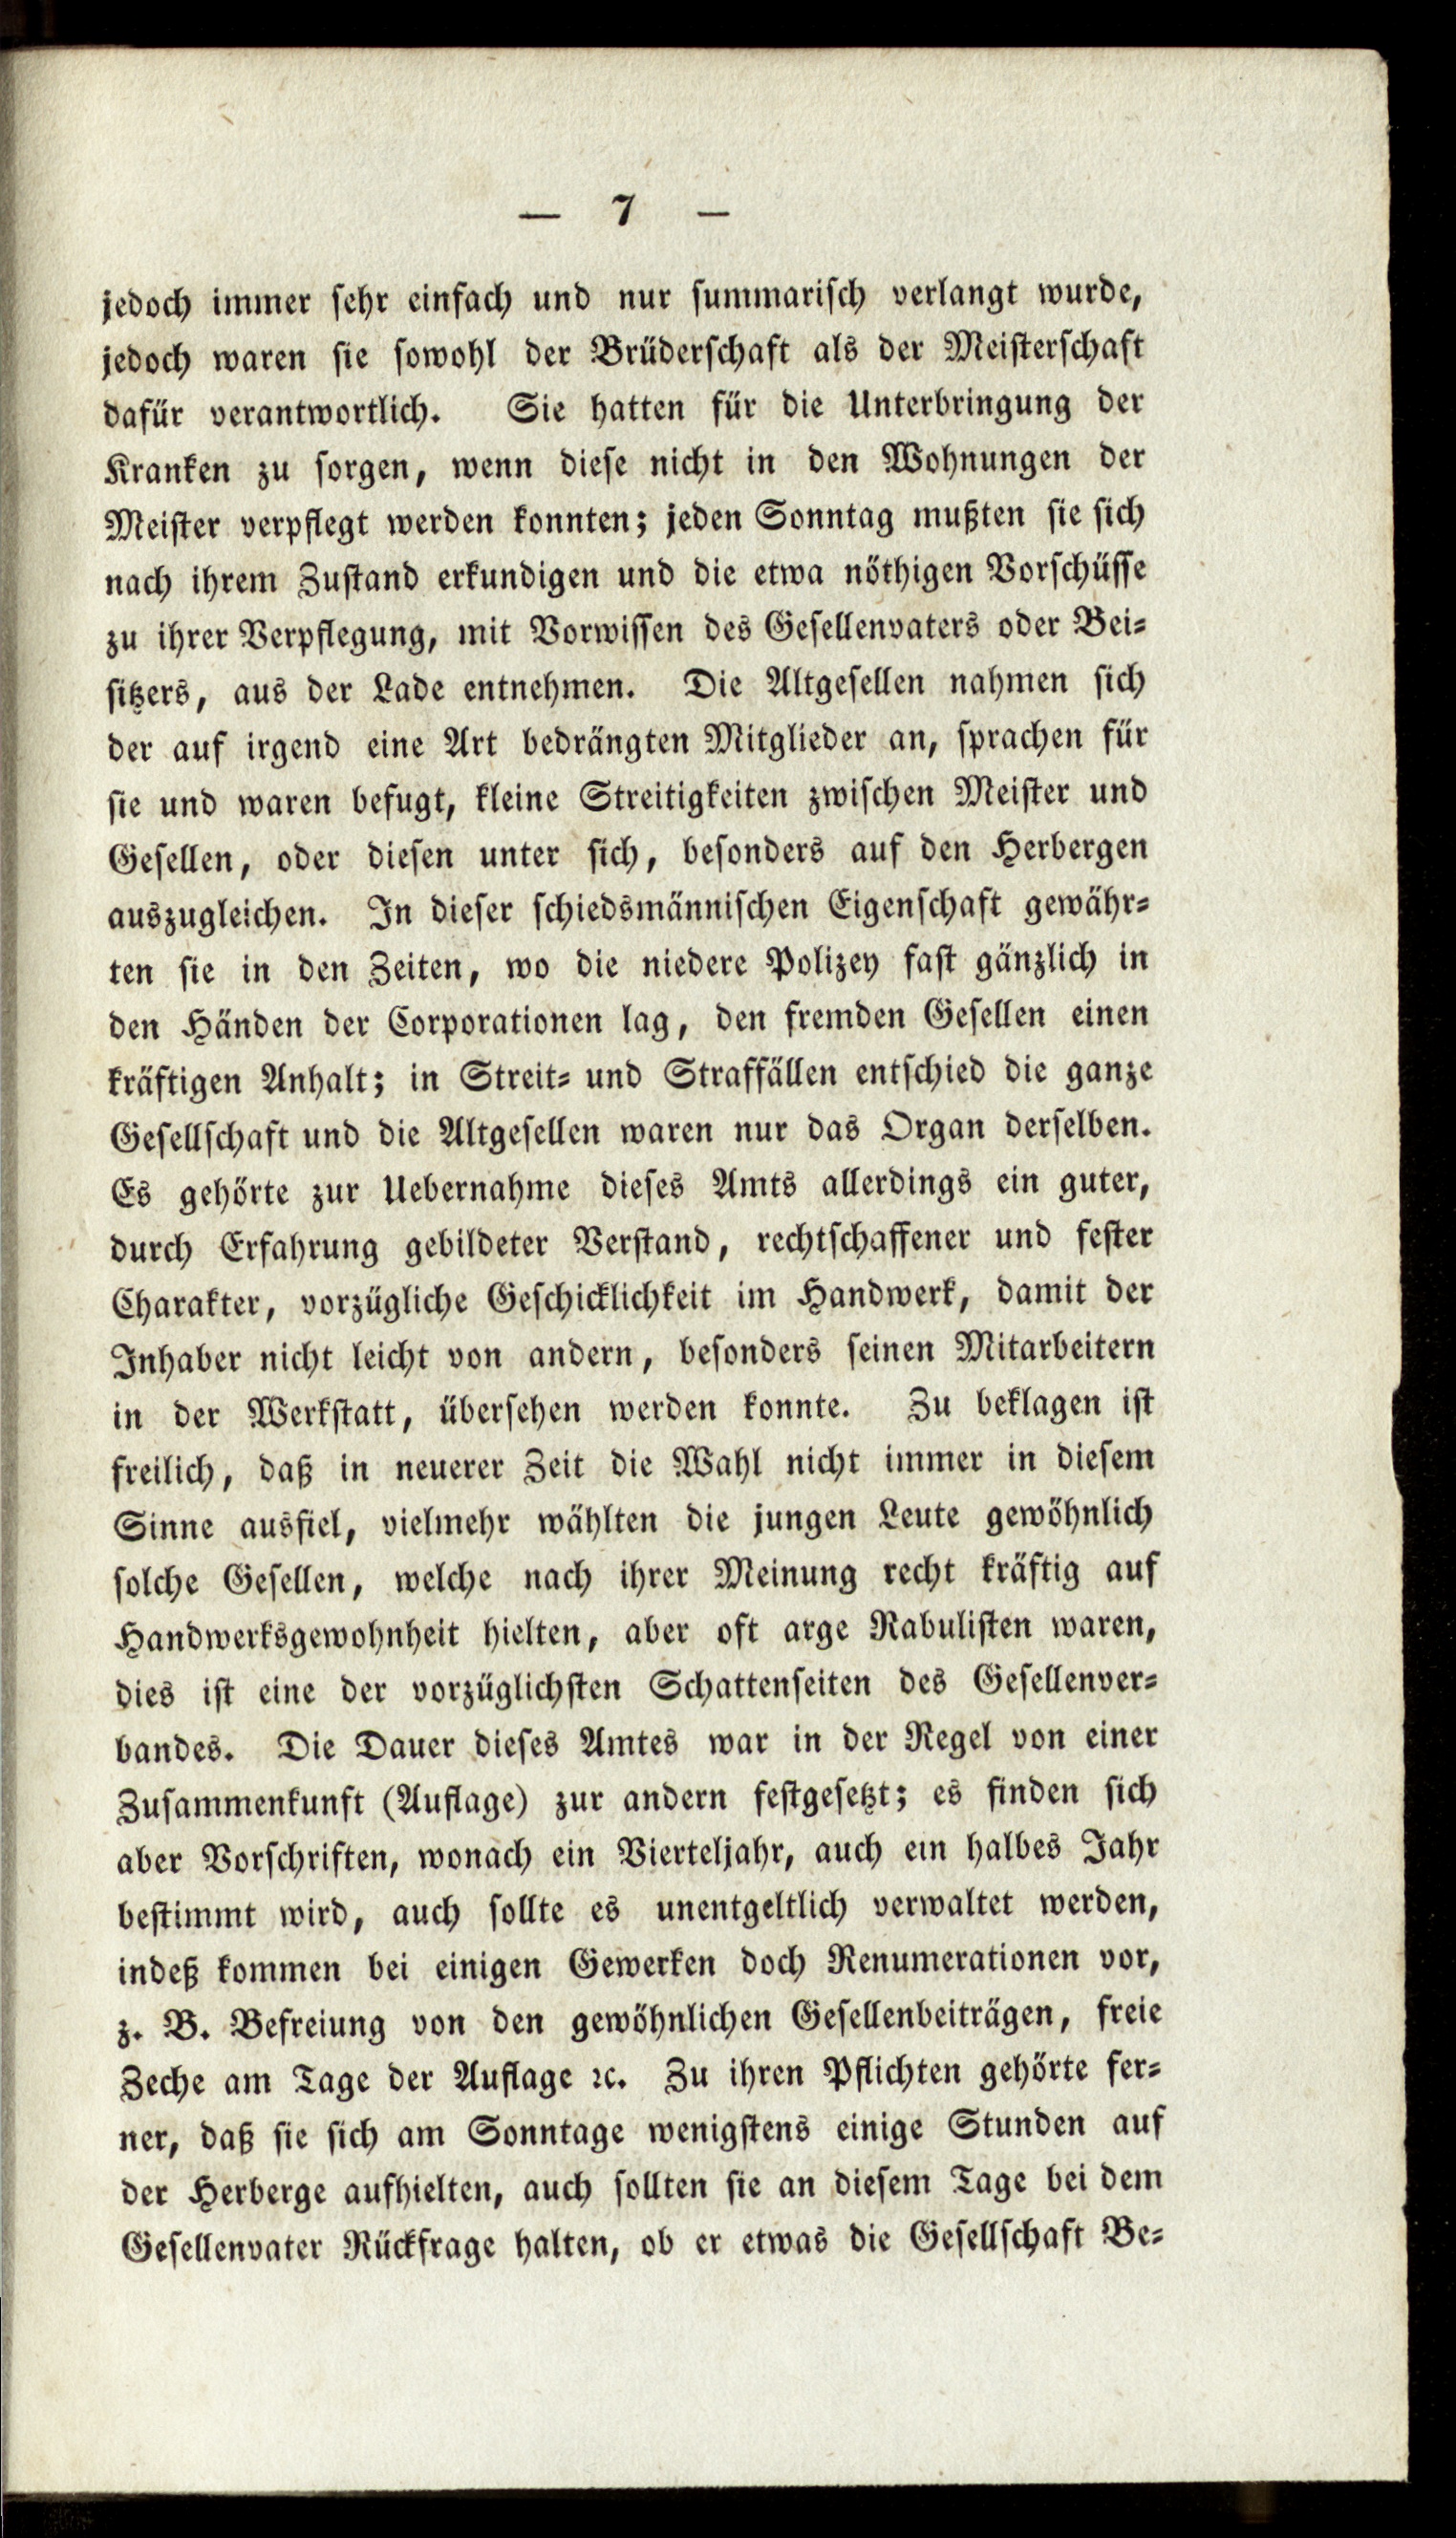 — 7 —
jedoch immer sehr einfach und nur summarisch verlangt wurde,
jedoch waren sie sowohl der Brüderschaft als der Meisterschaft
dafür verantwortlich. Sie hatten für die Unterbringung der
Kranken zu sorgen, wenn diese nicht in den Wohnungen der
Meister verpflegt werden konnten; jeden Sonntag mußten sie sich
nach ihrem Zustand erkundigen und die etwa nöthigen Vorschüsse
zu ihrer Verpflegung, mit Vorwissen des Gesellenvaters oder Bei-
sitzers, aus der Lade entnehmen. Die Altgesellen nahmen sich
der auf irgend eine Art bedrängten Mitglieder an, sprachen für
sie und waren befugt, kleine Streitigkeiten zwischen Meister und
Gesellen, oder diesen unter sich, besonders auf den Herbergen
auszugleichen. In dieser schiedsmännischen Eigenschaft gewähr-
ten sie in den Zeiten, wo die niedere Polizey fast gänzlich in
den Händen der Corporationen lag, den fremden Gesellen einen
kräftigen Anhalt; in Streit- und Straffällen entschied die ganze
Gesellschaft und die Altgesellen waren nur das Organ derselben.
Es gehörte zur Uebernahme dieses Amts allerdings ein guter,
durch Erfahrung gebildeter Verstand, rechtschaffener und fester
Charakter, vorzügliche Geschicklichkeit im Handwerk, damit der
Inhaber nicht leicht von andern, besonders seinen Mitarbeitern
in der Werkstatt, übersehen werden konnte. Zu beklagen ist
freilich, daß in neuerer Zeit die Wahl nicht immer in diesem
Sinne ausfiel, vielmehr wählten die jungen Leute gewöhnlich
solche Gesellen, welche nach ihrer Meinung recht kräftig auf
Handwerksgewohnheit hielten, aber oft arge Rabulisten waren,
dies ist eine der vorzüglichsten Schattenseiten des Gesellenver-
bandes. Die Dauer dieses Amtes war in der Regel von einer
Zusammenkunft (Auflage) zur andern festgesetzt; es finden sich
aber Vorschriften, wonach ein Vierteljahr, auch ein halbes Jahr
bestimmt wird, auch sollte es unentgeltlich verwaltet werden,
indeß kommen bei einigen Gewerken doch Renumerationen vor,
z. B. Befreiung von den gewöhnlichen Gesellenbeiträgen, freie
Zeche am Tage der Auflage ꝛc. Zu ihren Pflichten gehörte fer-
ner, daß sie sich am Sonntage wenigstens einige Stunden auf
der Herberge aufhielten, auch sollten sie an diesem Tage bei dem
Gesellenvater Rückfrage halten, ob er etwas die Gesellschaft Be-